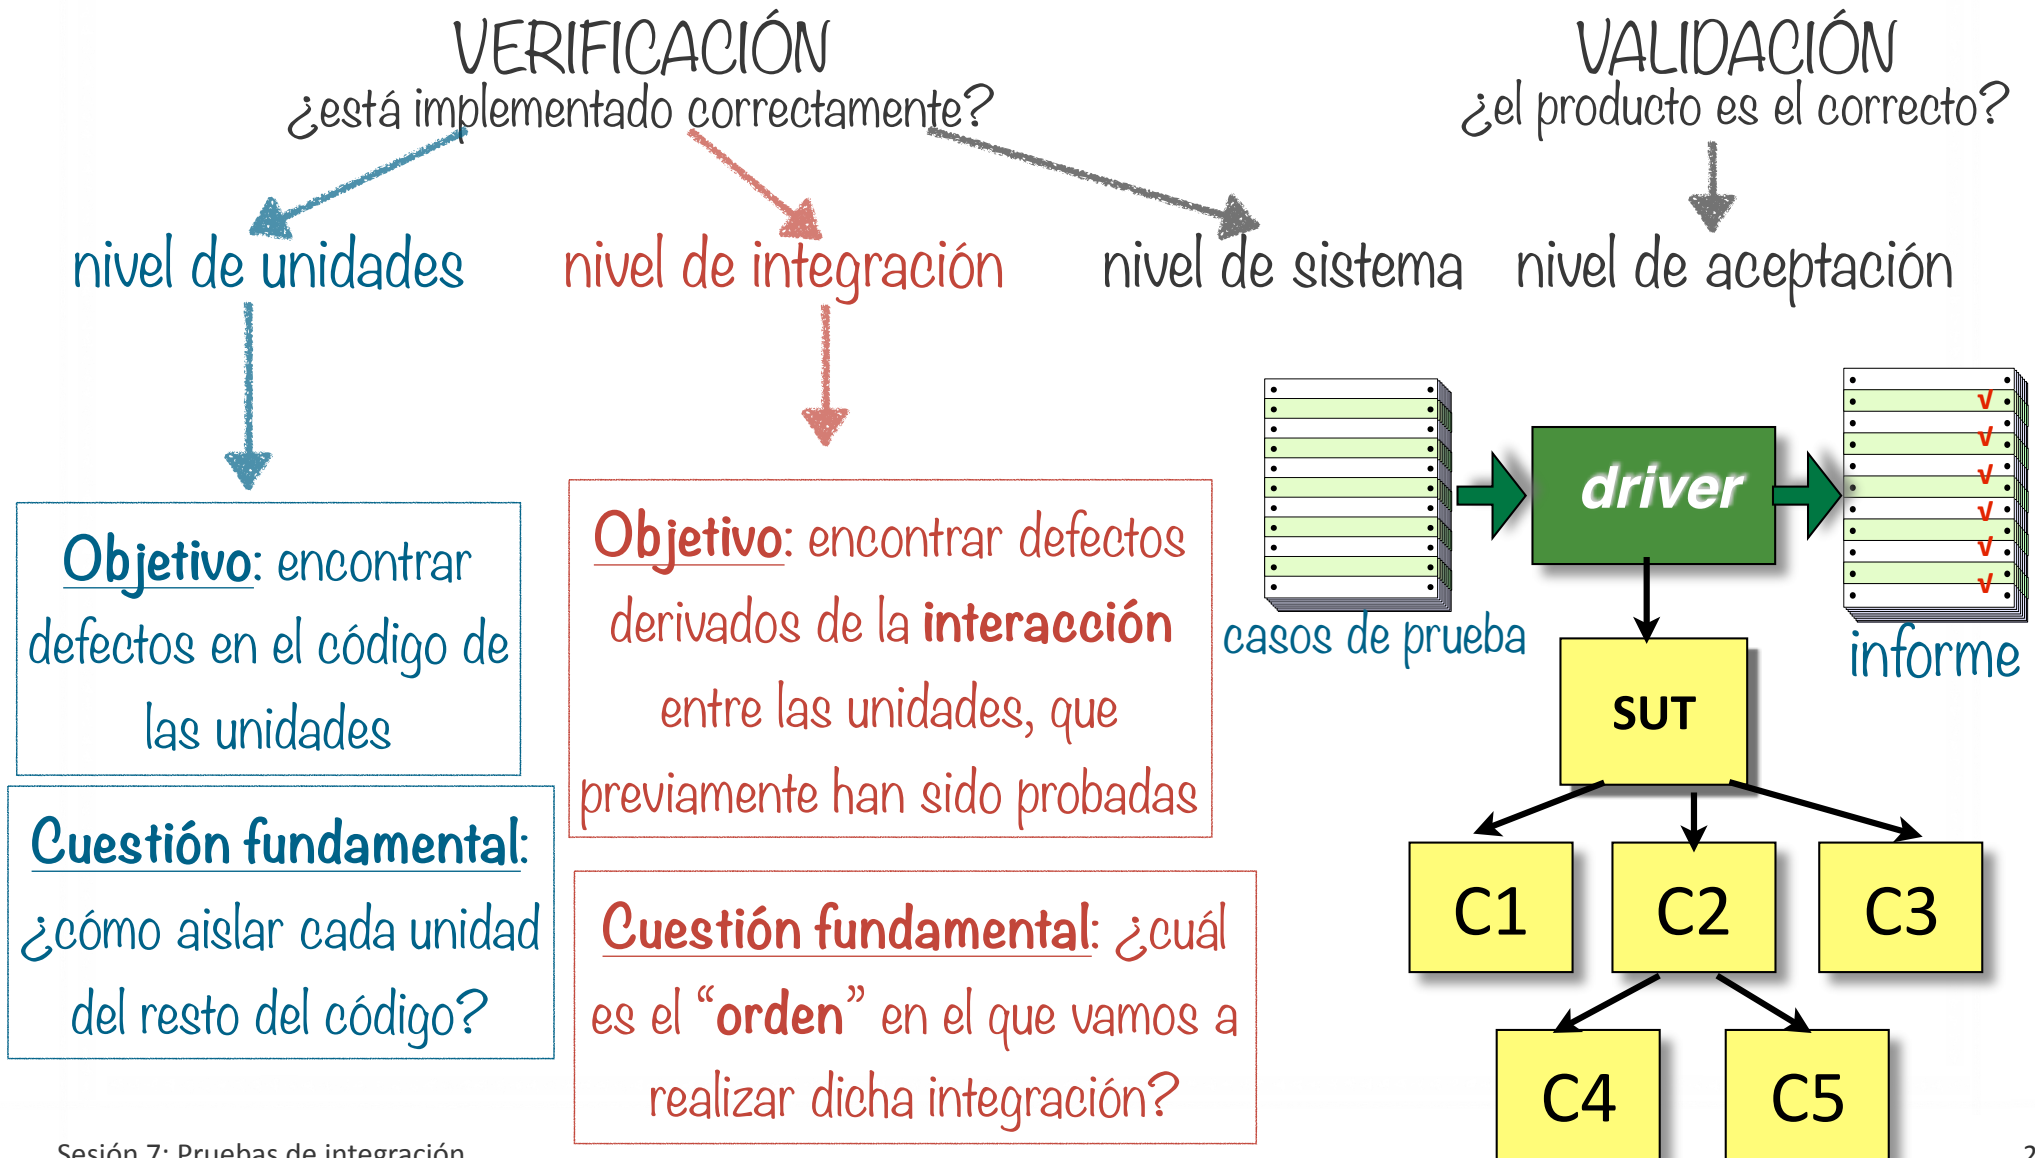 VERIFICACIÓN
¿está implementado correctamente?
VALIDACIÓN
¿el producto es el correcto?
nivel de unidades
nivel de integración
nivel de sistema
nivel de aceptación
Objetivo: encontrar
defectos en el código de
las unidades
Cuestión fundamental:
¿cómo aislar cada unidad
del resto del código?
Objetivo: encontrar defectos
derivados de la interacción
entre las unidades, que
previamente han sido probadas
Cuestión fundamental: ¿cuál
es el “orden” en el que vamos a
realizar dicha integración?
casos de prueba
driver
informe
√
√
√
√
√
√
SUT
C1
C2
C3
C4
C5
Sesión 7: Pruebas de integración
2